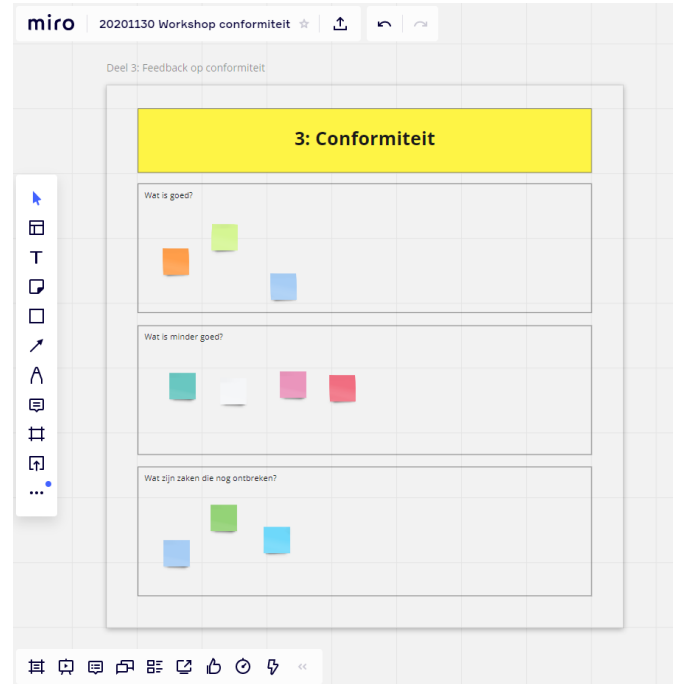 miro
20201130 Workshop conformiteit
Deel 3: Feedback op conformiteit
3: Conformiteit
Wat is goed?
T
Wat is minder goed?
Wat zijn zaken die nog ontbreken?